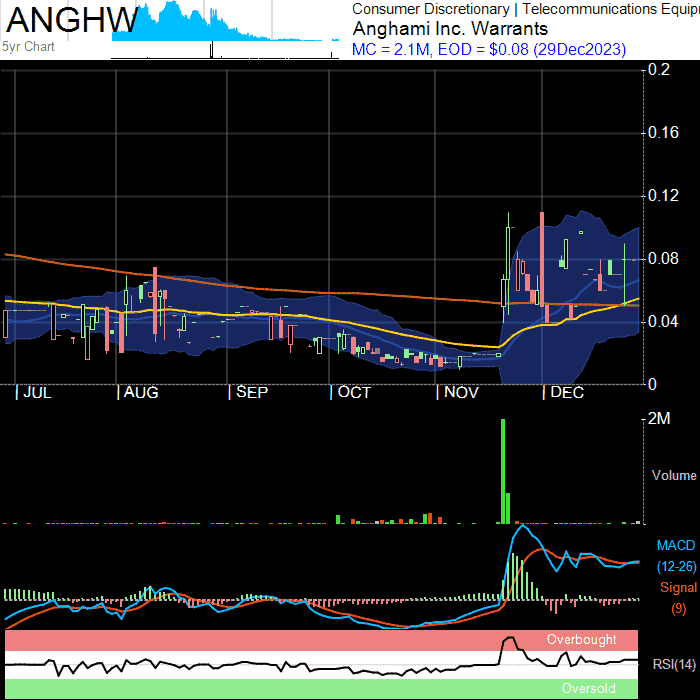 ANGHW
5yr Chart
Consumer Discretionary | Telecommunications Equip
Anghami Inc. Warrants
MC = 2.1M, EOD = $0.08 (29Dec2023)
0.2
0.16
0.12
0.08
0.04
0
JUL AUG SEP OCT NOV DEC
2M
Volume
MACD
(12-26)
Signal
(9)
Overbought
RSI(14)
Oversold